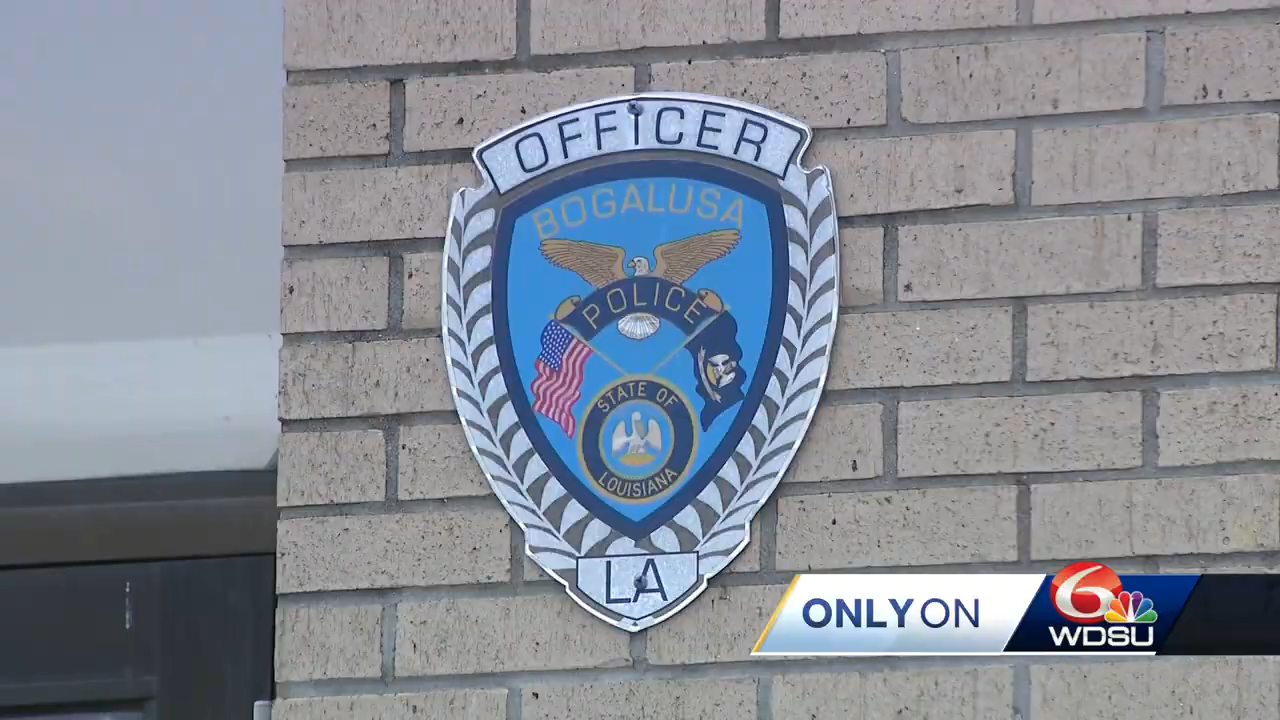 OFFICER
BOGALUSA
POLICE
STATE OF
LOUISIANA
LA
ONLY ON
6
WDSU